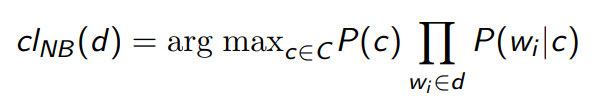 cl_NB(d) = arg max_{c∈C} P(c) ∏_{w_i∈d} P(w_i|c)